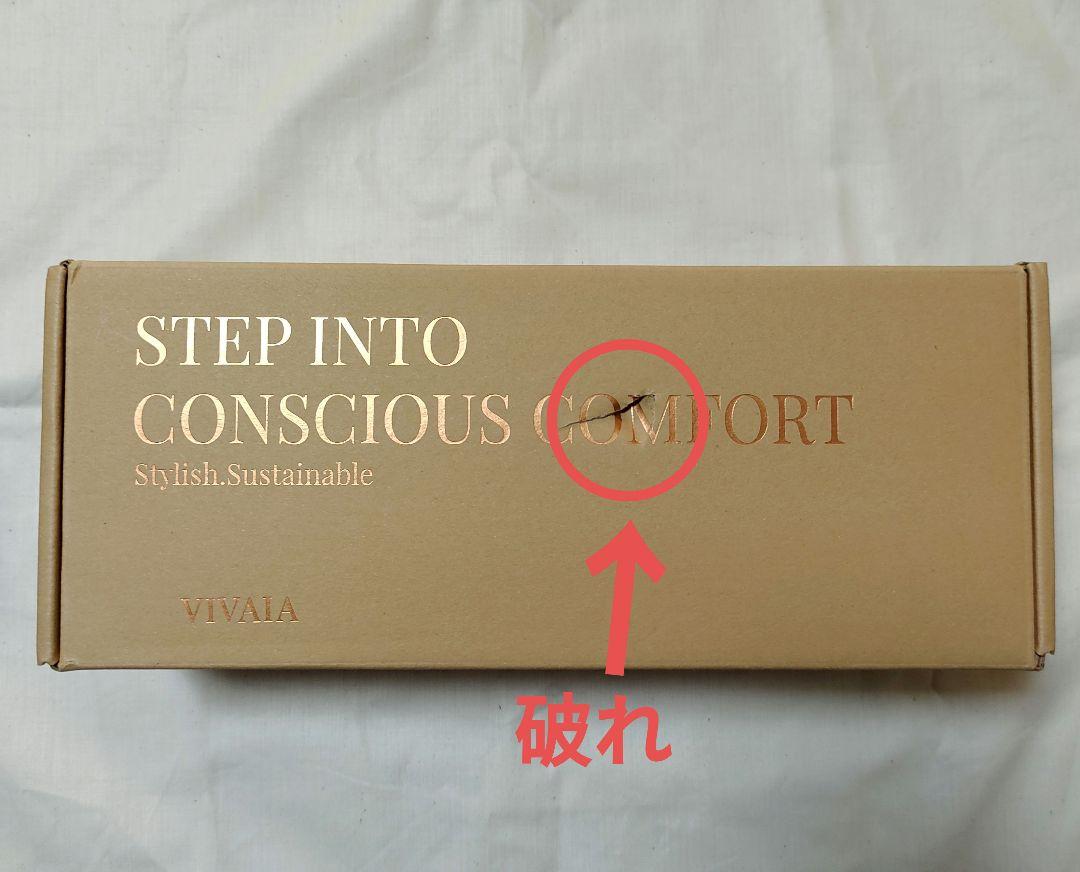 STEP INTO
CONSCIOUS COMFORT
Stylish.Sustainable
VIVAIA
破れ